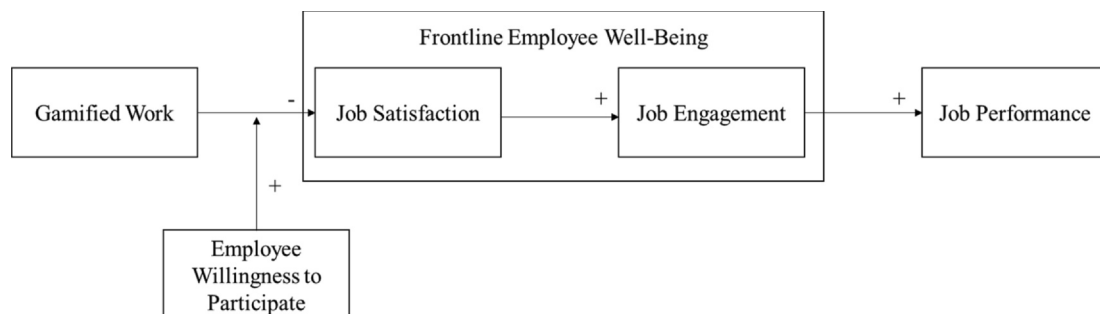 Frontline Employee Well-Being
Gamified Work
-
Job Satisfaction
+
Job Engagement
+
Job Performance
+
Employee
Willingness to
Participate